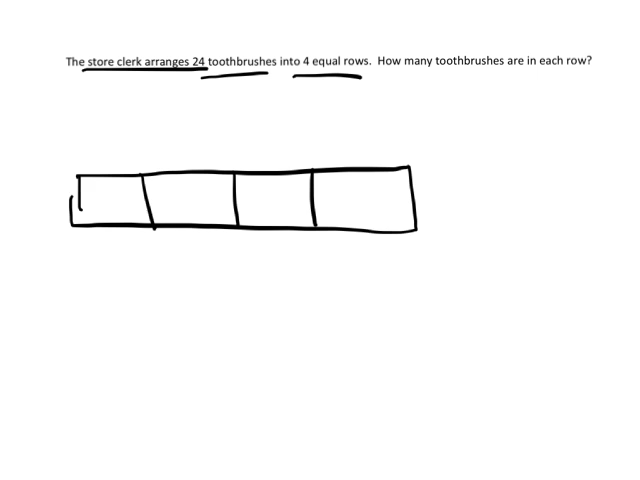 The store clerk arranges 24 toothbrushes into 4 equal rows.  How many toothbrushes are in each row?